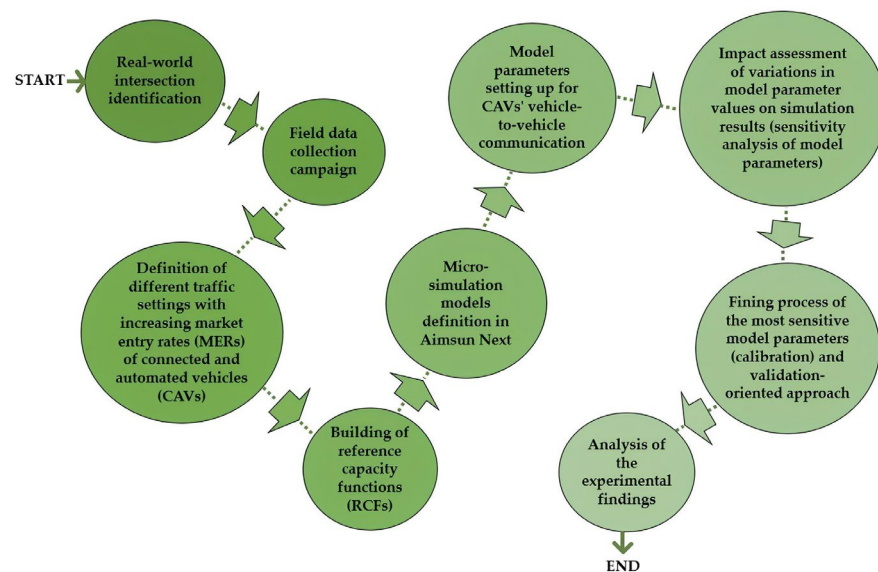 START
Real-world
intersection
identification
Field data
collection
campaign
Definition of
different traffic
settings with
increasing market
entry rates (MERs)
of connected and
automated vehicles
(CAVs)
Building of
reference
capacity
functions
(RCFs)
Micro-
simulation
models
definition in
Aimsun Next
Model
parameters
setting up for
CAVs' vehicle-
to-vehicle
communication
Impact assessment
of variations in
model parameter
values on simulation
results (sensitivity
analysis of model
parameters)
Fining process of
the most sensitive
model parameters
(calibration) and
validation-
oriented approach
Analysis of
the
experimental
findings
END